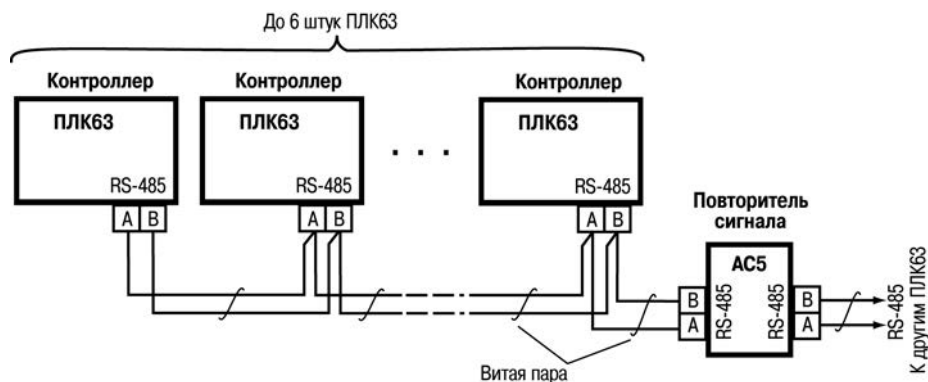 До 6 штук ПЛК63
Контроллер
Контроллер
Контроллер
ПЛК63
ПЛК63
ПЛК63
. . .
RS-485
RS-485
RS-485
A B
A B
A B
Повторитель
сигнала
АС5
B
A
RS-485
RS-485
B
A
RS-485
К другим ПЛК63
Витая пара